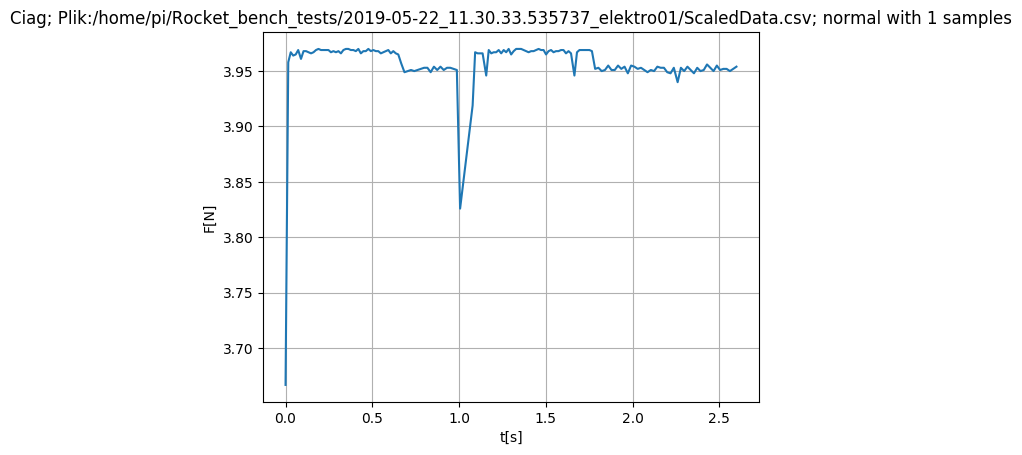 Ciag; Plik:/home/pi/Rocket_bench_tests/2019-05-22_11.30.33.535737_elektro01/ScaledData.csv; normal with 1 samples
3.95
3.90
3.85
3.80
3.75
3.70
F[N]
0.0 0.5 1.0 1.5 2.0 2.5
t[s]